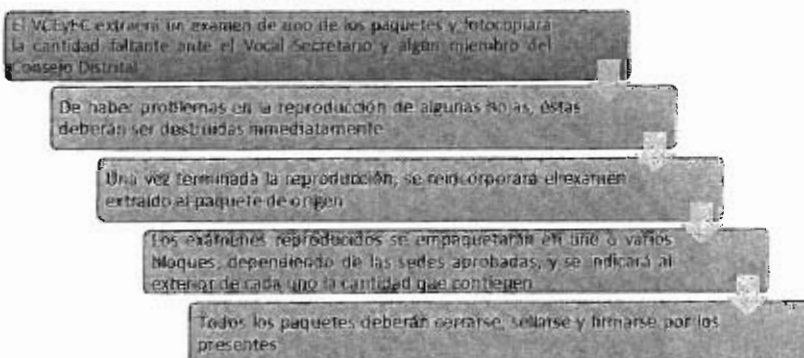 El VCEyEC extraerá un examen de uno de los paquetes y fotocopiará
la cantidad faltante ante el Vocal Secretario y algún miembro del
Consejo Distrital
De haber problemas en la reproducción de algunas hojas, éstas
deberán ser destruidas inmediatamente
Una vez terminada la reproducción, se reincorporará el examen
extraído al paquete de origen
Los exámenes reproducidos se empaquetarán en uno o varios
bloques, dependiendo de las sedes aprobadas, y se indicará al
exterior de cada uno la cantidad que contienen
Todos los paquetes deberán cerrarse, sellarse y firmarse por los
presentes